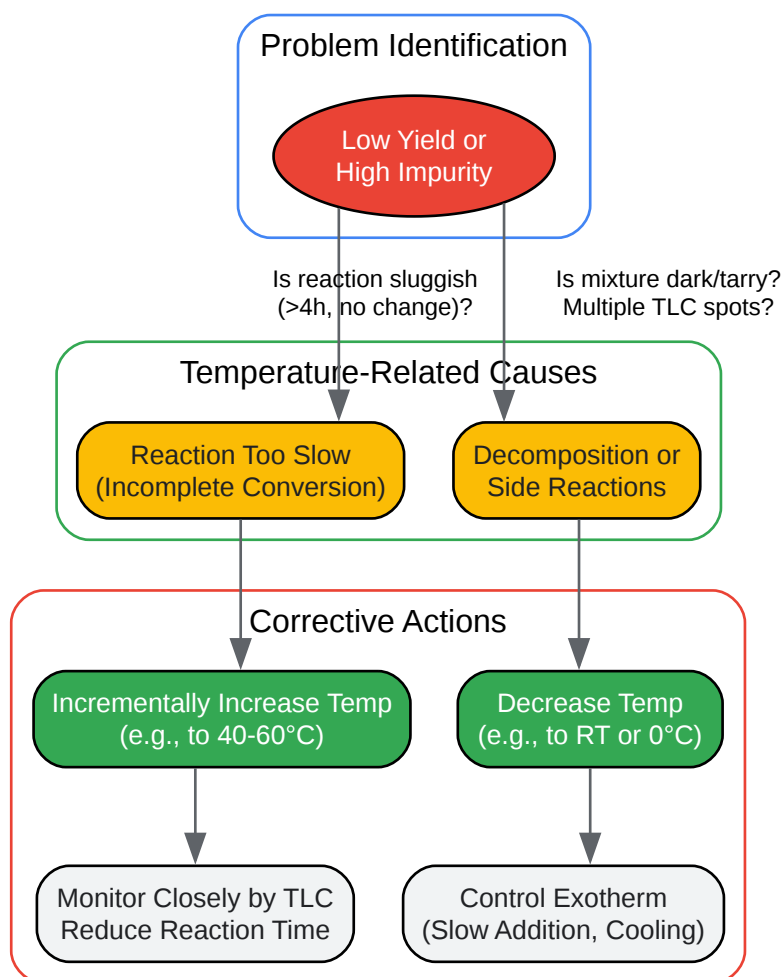 Problem Identification
Low Yield or
High Impurity
Is reaction sluggish
(>4h, no change)?
Is mixture dark/tarry?
Multiple TLC spots?
Temperature-Related Causes
Reaction Too Slow
(Incomplete Conversion)
Decomposition or
Side Reactions
Corrective Actions
Incrementally Increase Temp
(e.g., to 40-60°C)
Decrease Temp
(e.g., to RT or 0°C)
Monitor Closely by TLC
Reduce Reaction Time
Control Exotherm
(Slow Addition, Cooling)